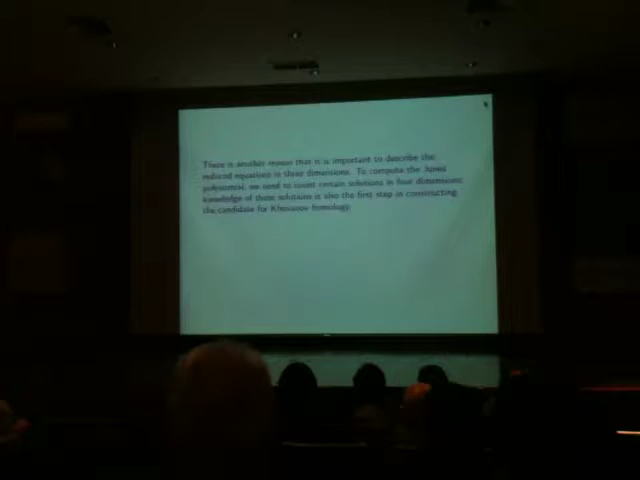 There is another reason that it is important to describe the
reduced equations in three dimensions. To compute the Jones
polynomial, we need to count certain solutions in four dimensions;
knowledge of these solutions is also the first step in constructing
the candidate for Khovanov homology.